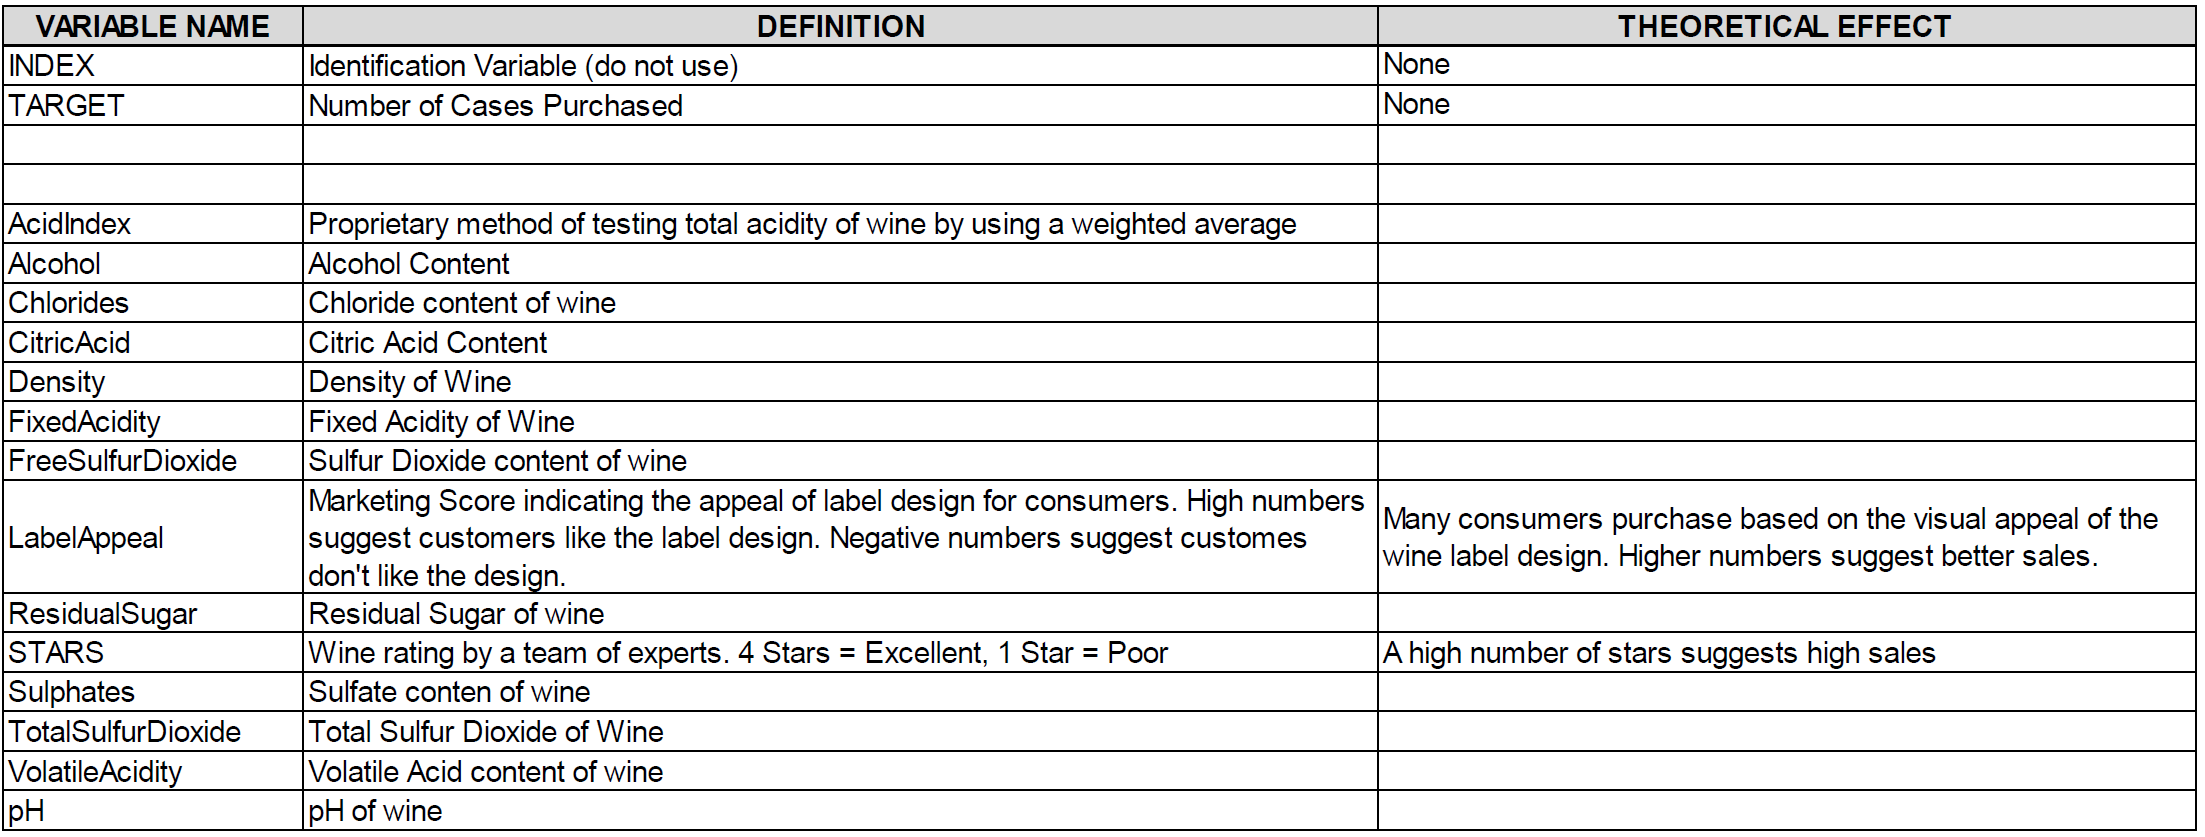 VARIABLE NAME DEFINITION THEORETICAL EFFECT
INDEX Identification Variable (do not use) None
TARGET Number of Cases Purchased None
AcidIndex Proprietary method of testing total acidity of wine by using a weighted average
Alcohol Alcohol Content
Chlorides Chloride content of wine
CitricAcid Citric Acid Content
Density Density of Wine
FixedAcidity Fixed Acidity of Wine
FreeSulfurDioxide Sulfur Dioxide content of wine
LabelAppeal
Marketing Score indicating the appeal of label design for consumers. High numbers
suggest customers like the label design. Negative numbers suggest customes
don't like the design.
Many consumers purchase based on the visual appeal of the
wine label design. Higher numbers suggest better sales.
ResidualSugar Residual Sugar of wine
STARS Wine rating by a team of experts. 4 Stars = Excellent, 1 Star = Poor A high number of stars suggests high sales
Sulphates Sulfate conten of wine
TotalSulfurDioxide Total Sulfur Dioxide of Wine
VolatileAcidity Volatile Acid content of wine
pH pH of wine